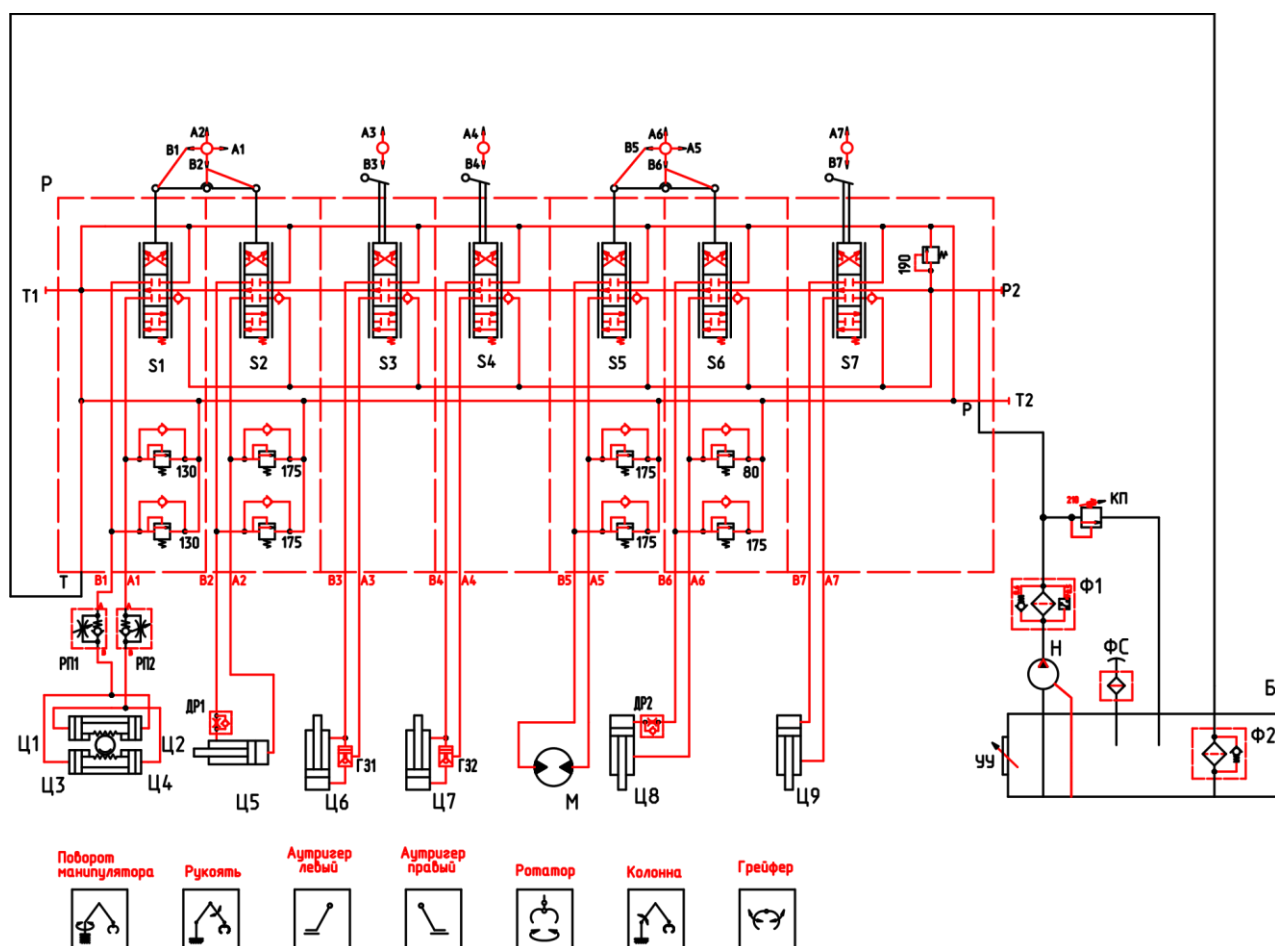 A2
B1
A1
B2
A3
B3
A4
B4
A6
B5
A5
B6
A7
B7
P
190
T1
P2
S1
S2
S3
S4
S5
S6
S7
T2
P
130
175
175
80
130
175
175
175
КП
T
B1
A1
B2
A2
B3
A3
B4
A4
B5
A5
B6
A6
B7
A7
Ф1
A
A
Н
ФС
РП1
B
B
РП2
Б
ДР1
ДР2
Ц1
Ц2
Ф2
Ц3
Ц4
ГЗ1
ГЗ2
УУ
Ц5
Ц6
Ц7
М
Ц8
Ц9
Поворот
манипулятора
Рукоять
Аутригер
левый
Аутригер
правый
Ротатор
Колонна
Грейфер